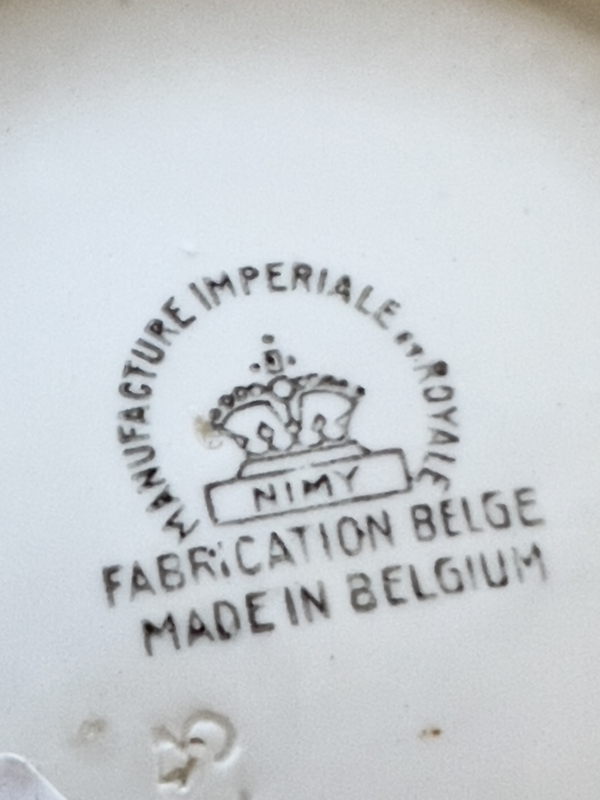 MANUFACTURE IMPERIALE ET ROYALE
NIMY
FABRICATION BELGE
MADE IN BELGIUM